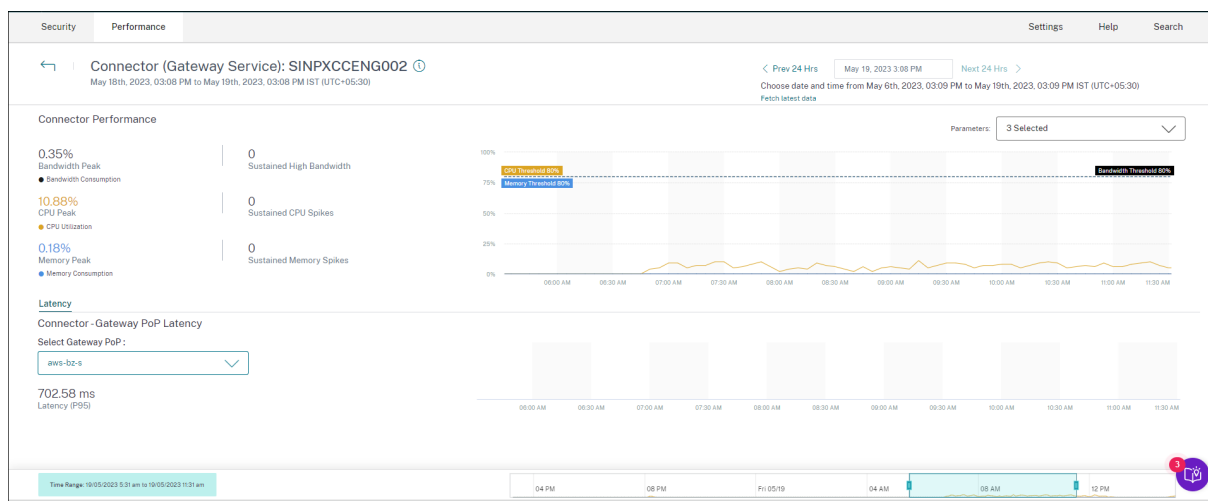 Security Performance Settings Help Search
Connector (Gateway Service): SINPXCCENG002
May 18th, 2023, 03:08 PM to May 19th, 2023, 03:08 PM IST (UTC+05:30)
Prev 24 Hrs May 19, 2023 3:08 PM Next 24 Hrs
Choose date and time from May 6th, 2023, 03:09 PM to May 19th, 2023, 03:09 PM IST (UTC+05:30)
Fetch latest data
Connector Performance
Parameters: 3 Selected
0.35%
Bandwidth Peak
Bandwidth Consumption
0
Sustained High Bandwidth
10.88%
CPU Peak
CPU Utilization
0
Sustained CPU Spikes
0.18%
Memory Peak
Memory Consumption
0
Sustained Memory Spikes
100%
CPU Threshold 80%
Bandwidth Threshold 80%
75%
Memory Threshold 80%
50%
25%
0%
06:00 AM 06:30 AM 07:00 AM 07:30 AM 08:00 AM 08:30 AM 09:00 AM 09:30 AM 10:00 AM 10:30 AM 11:00 AM 11:30 AM
Latency
Connector - Gateway PoP Latency
Select Gateway PoP :
aws-bz-s
702.58 ms
Latency (P95)
06:00 AM 06:30 AM 07:00 AM 07:30 AM 08:00 AM 08:30 AM 09:00 AM 09:30 AM 10:00 AM 10:30 AM 11:00 AM 11:30 AM
3
Time Range: 19/05/2023 5:31 am to 19/05/2023 11:31 am
04 PM 08 PM Fri 05/19 04 AM 08 AM 12 PM